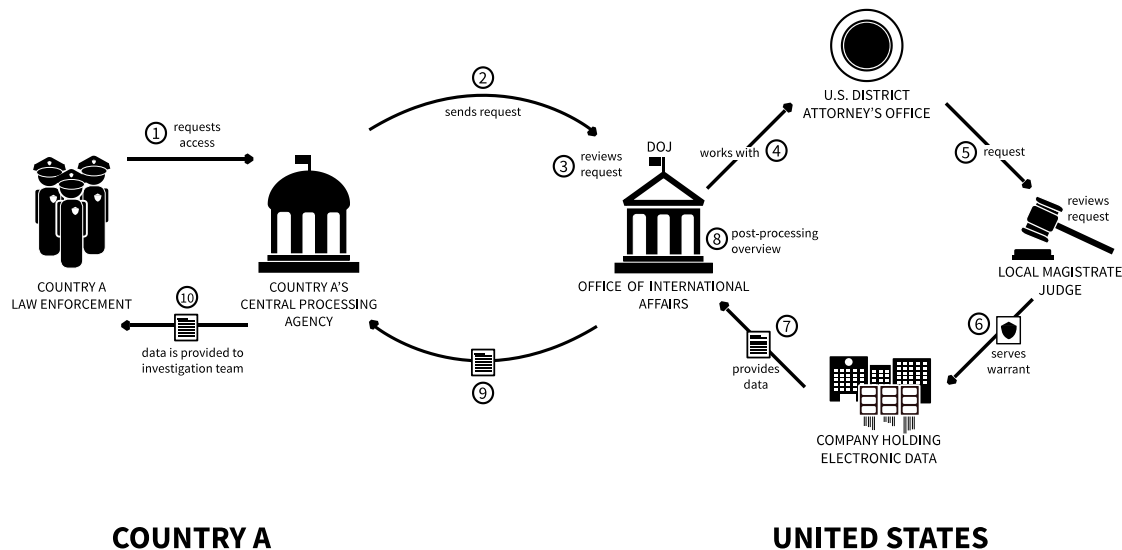 1
requests
access
COUNTRY A
LAW ENFORCEMENT
COUNTRY A'S
CENTRAL PROCESSING
AGENCY
2
sends request
3
reviews
request
DOJ
OFFICE OF INTERNATIONAL
AFFAIRS
works with 4
U.S. DISTRICT
ATTORNEY'S OFFICE
5 request
reviews
request
LOCAL MAGISTRATE
JUDGE
6
serves
warrant
COMPANY HOLDING
ELECTRONIC DATA
7
provides
data
8
post-processing
overview
9
10
data is provided to
investigation team
COUNTRY A
UNITED STATES